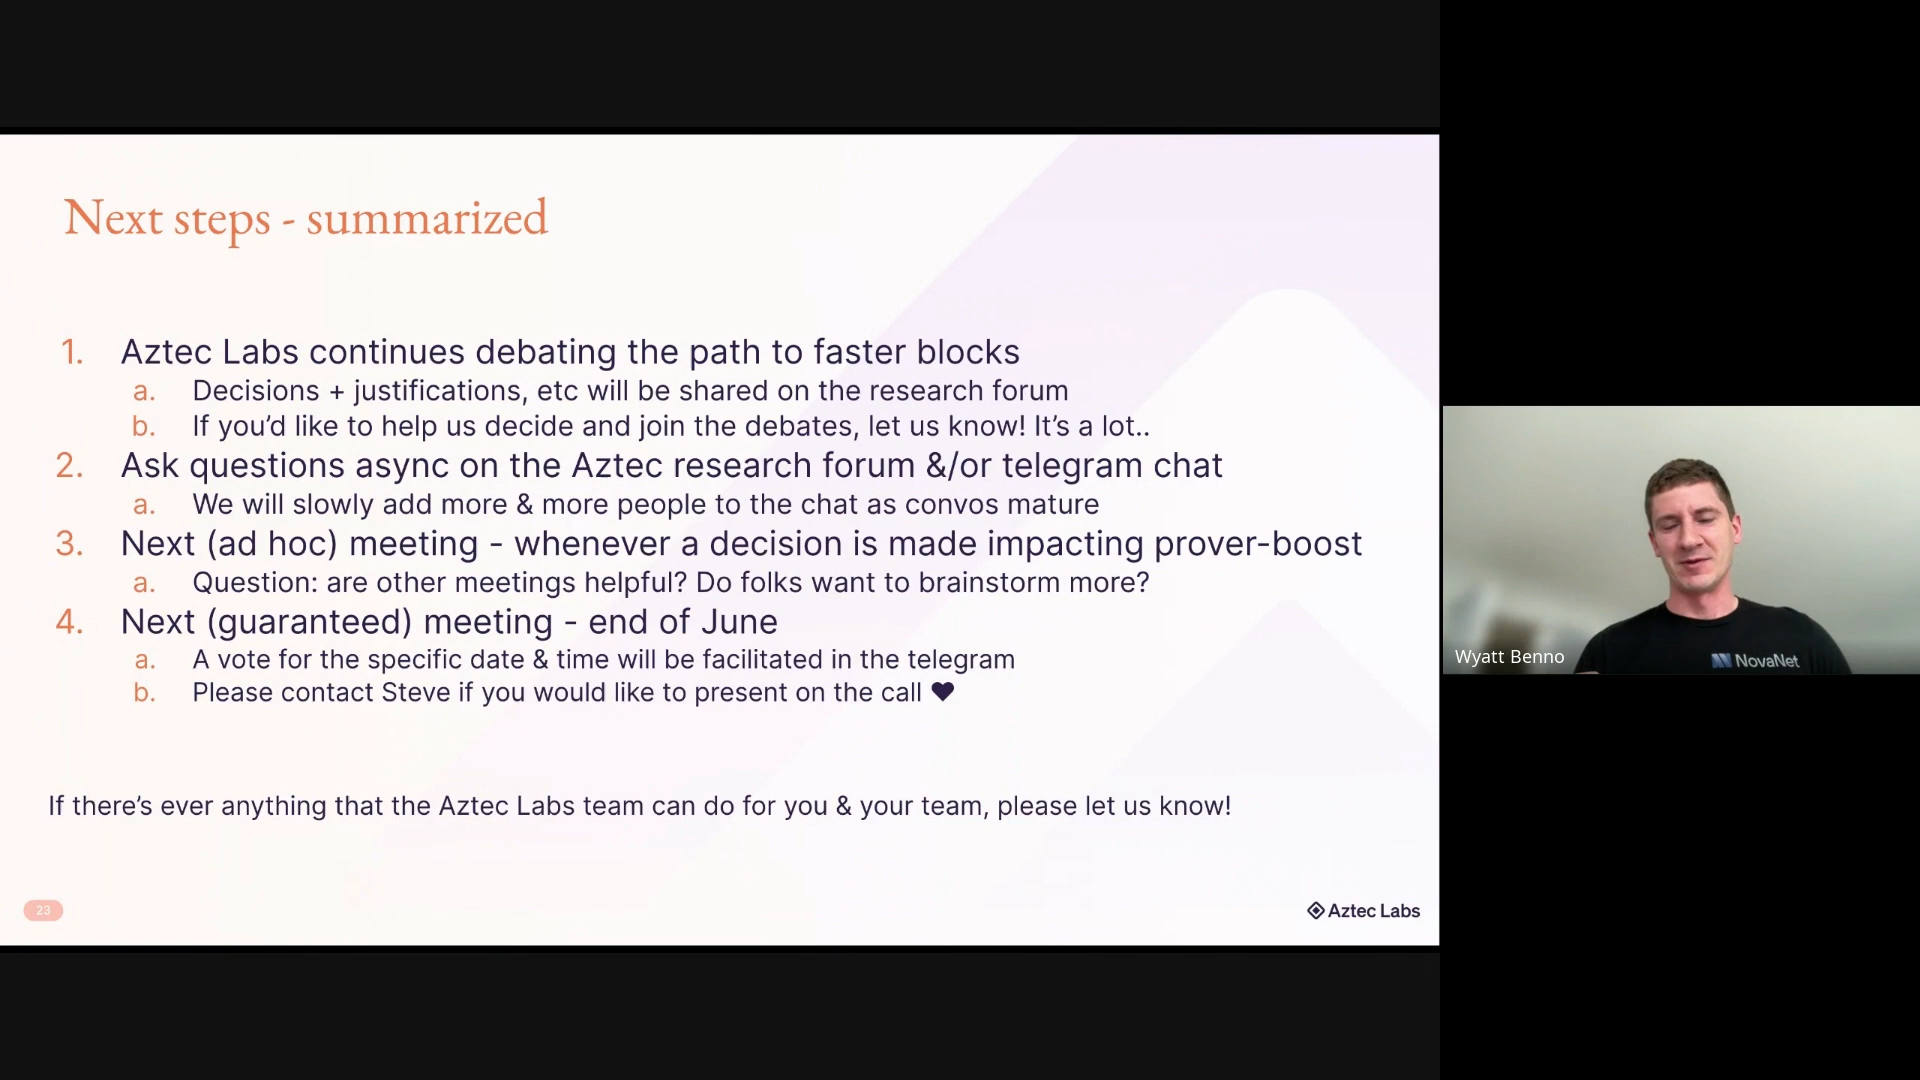 Next steps - summarized
1. Aztec Labs continues debating the path to faster blocks
a. Decisions + justifications, etc will be shared on the research forum
b. If you’d like to help us decide and join the debates, let us know! It’s a lot..
2. Ask questions async on the Aztec research forum &/or telegram chat
a. We will slowly add more & more people to the chat as convos mature
3. Next (ad hoc) meeting - whenever a decision is made impacting prover-boost
a. Question: are other meetings helpful? Do folks want to brainstorm more?
4. Next (guaranteed) meeting - end of June
a. A vote for the specific date & time will be facilitated in the telegram
b. Please contact Steve if you would like to present on the call ♥
If there’s ever anything that the Aztec Labs team can do for you & your team, please let us know!
23
Aztec Labs
Wyatt Benno
NovaNet